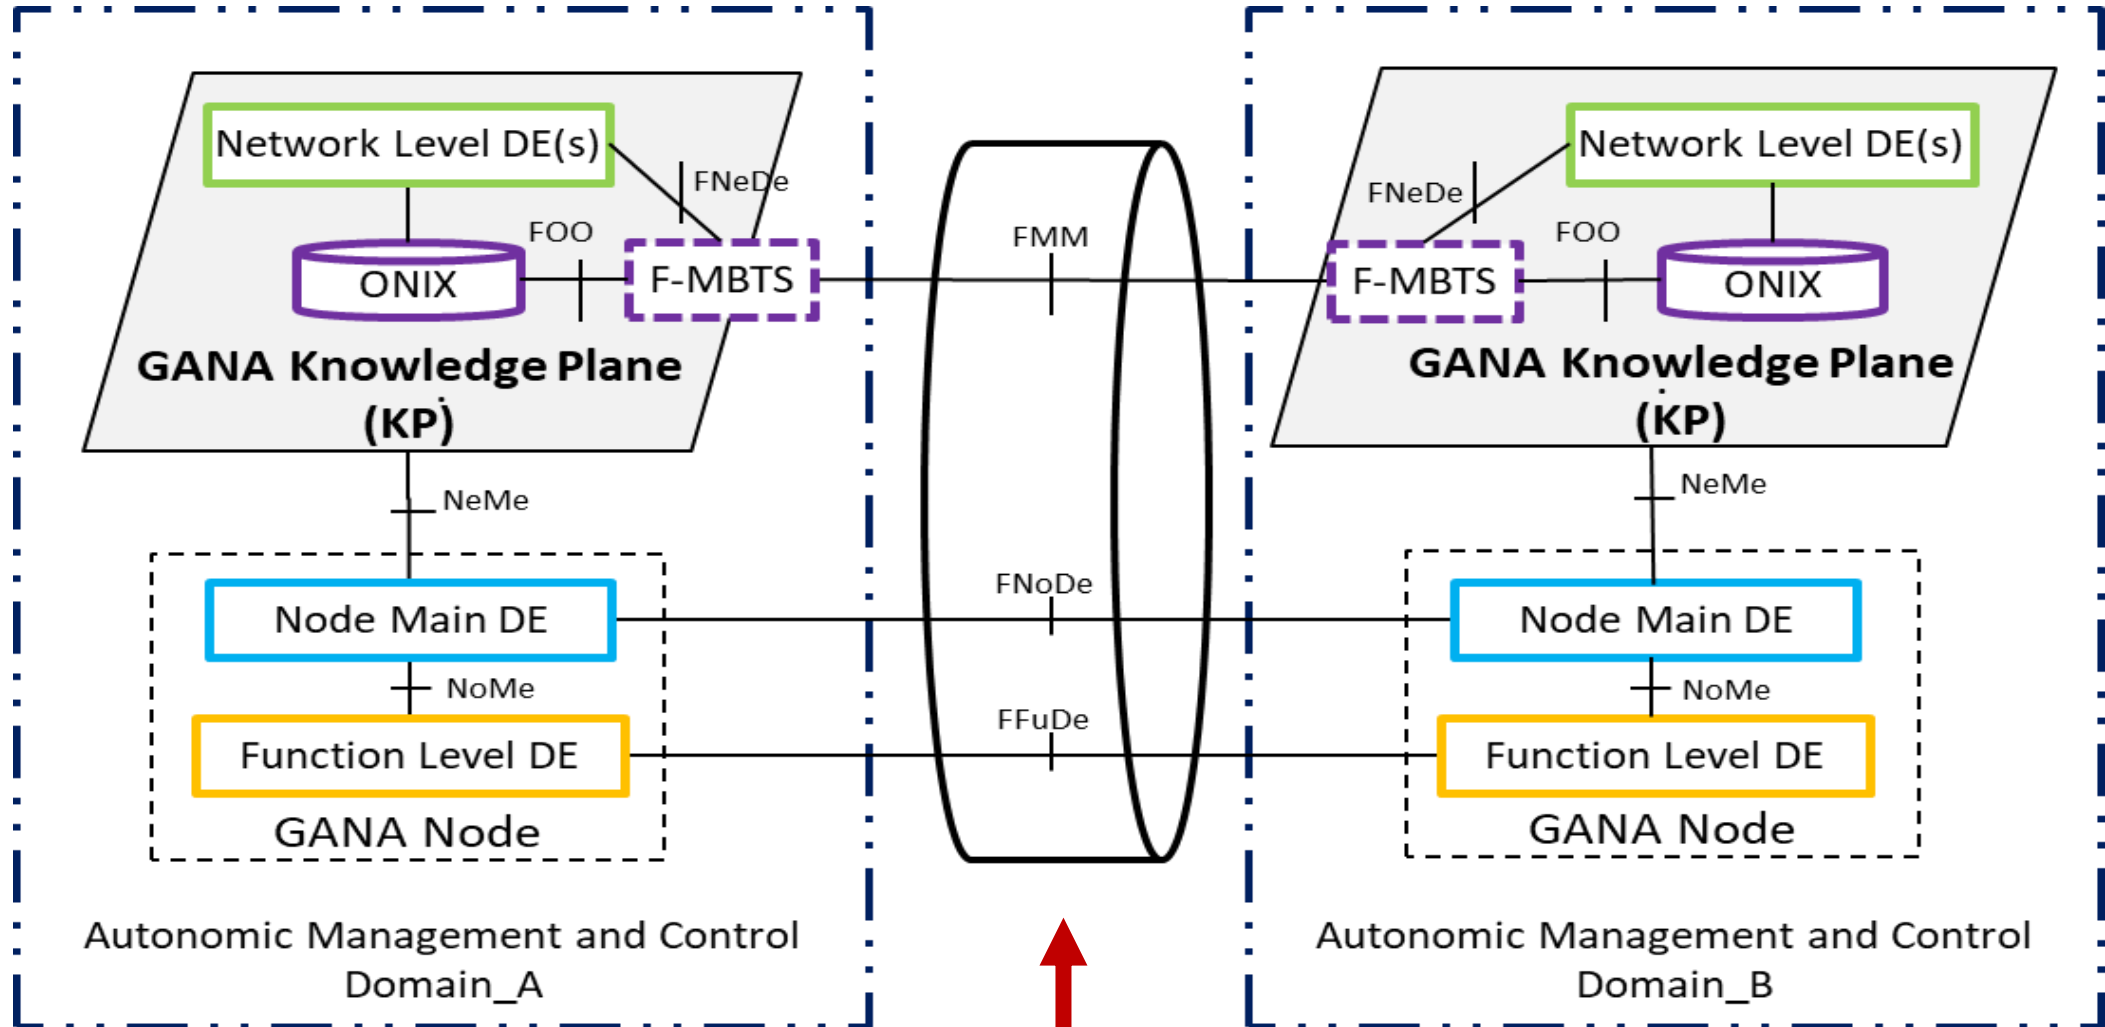 Network Level DE(s)
FNeDe
FOO
ONIX
F-MBTS
GANA Knowledge Plane
(KP)
NeMe
Node Main DE
NoMe
Function Level DE
GANA Node
Autonomic Management and Control
Domain_A
FMM
FNoDe
FFuDe
Network Level DE(s)
FNeDe
FOO
F-MBTS
ONIX
GANA Knowledge Plane
(KP)
NeMe
Node Main DE
NoMe
Function Level DE
GANA Node
Autonomic Management and Control
Domain_B